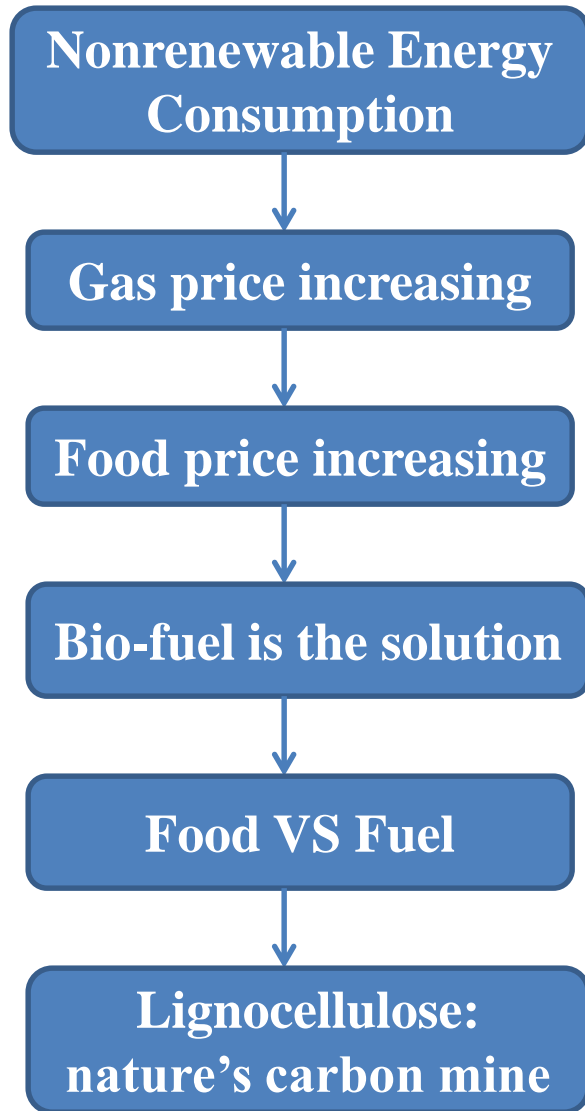 Nonrenewable Energy
Consumption
Gas price increasing
Food price increasing
Bio-fuel is the solution
Food VS Fuel
Lignocellulose:
nature’s carbon mine